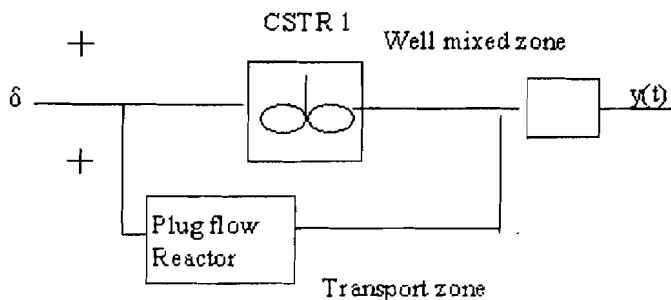 CSTR 1
+
Well mixed zone
δ
y(t)
+
Plug flow
Reactor
Transport zone